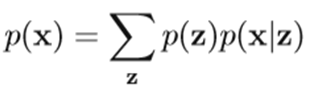 p(x) = ∑_z p(z)p(x|z)